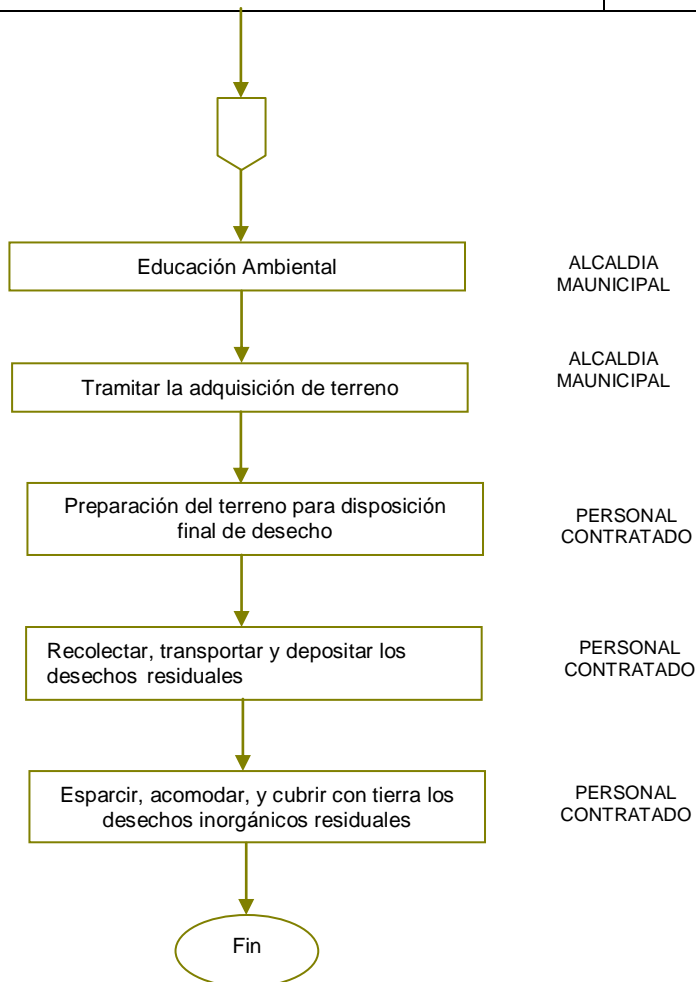 Educación Ambiental
ALCALDIA
MAUNICIPAL
Tramitar la adquisición de terreno
ALCALDIA
MAUNICIPAL
Preparación del terreno para disposición
final de desecho
PERSONAL
CONTRATADO
Recolectar, transportar y depositar los
desechos residuales
PERSONAL
CONTRATADO
Esparcir, acomodar, y cubrir con tierra los
desechos inorgánicos residuales
PERSONAL
CONTRATADO
Fin